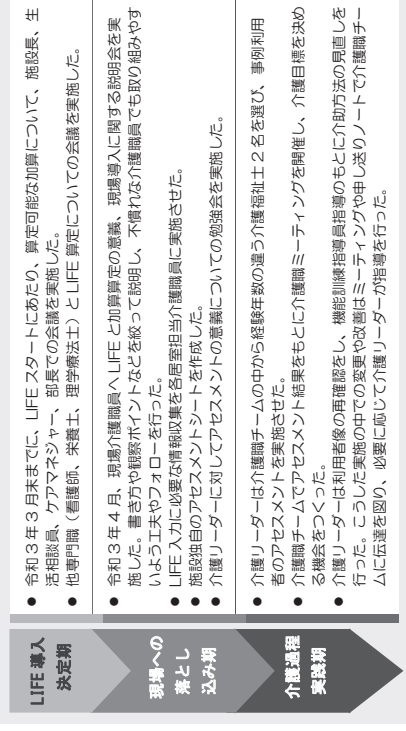 LIFE 導入
決定期
● 令和3年3月末までに、LIFE スタートにあたり、算定可能な加算について、施設長、生
活相談員、ケアマネジャー、部長での会議を実施した。
● 他専門職（看護師、栄養士、理学療法士）と LIFE 算定についての会議を実施した。
現場への
落とし
込み期
● 令和3年4月、現場介護職員へ LIFE と加算算定の意義、現場導入に関する説明会を実
施した。書き方や観察ポイントなどを絞って説明し、不慣れな介護職員でも取り組みやす
いよう工夫やフォローを行った。
● LIFE 入力に必要な情報収集を各居室担当介護職員に実施させた。
● 施設独自のアセスメントシートを作成した。
● 介護リーダーに対してアセスメントの意義についての勉強会を実施した。
介護過程
実践期
● 介護リーダーは介護職チームの中から経験年数の違う介護福祉士2名を選び、事例利用
者のアセスメントを実施させた。
● 介護職チームでアセスメント結果をもとに介護職ミーティングを開催し、介護目標を決め
る機会をつくった。
● 介護リーダーは利用者像の再確認をし、機能訓練指導員指導のもとに介助方法の見直しを
行った。こうした実施の中での変更や改善はミーティングや申し送りノートで介護職チー
ムに伝達を図り、必要に応じて介護リーダーが指導を行った。